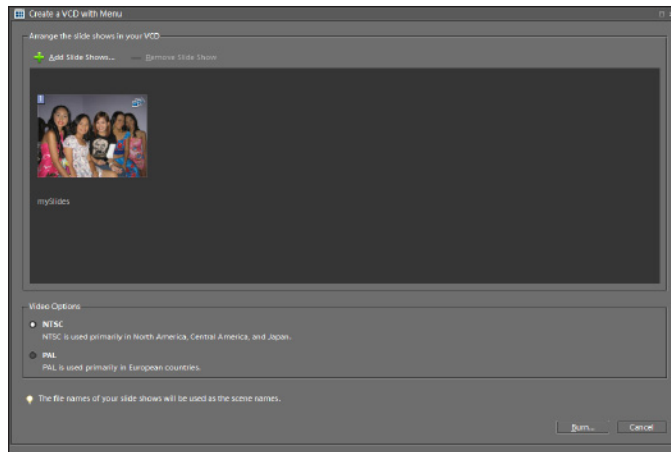 Create a VCD with Menu
Arrange the slide shows in your VCD
Add Slide Shows... Remove Slide Show
1
mySlides
Video Options
NTSC
NTSC is used primarily in North America, Central America, and Japan.
PAL
PAL is used primarily in European countries.
The file names of your slide shows will be used as the scene names.
Burn... Cancel